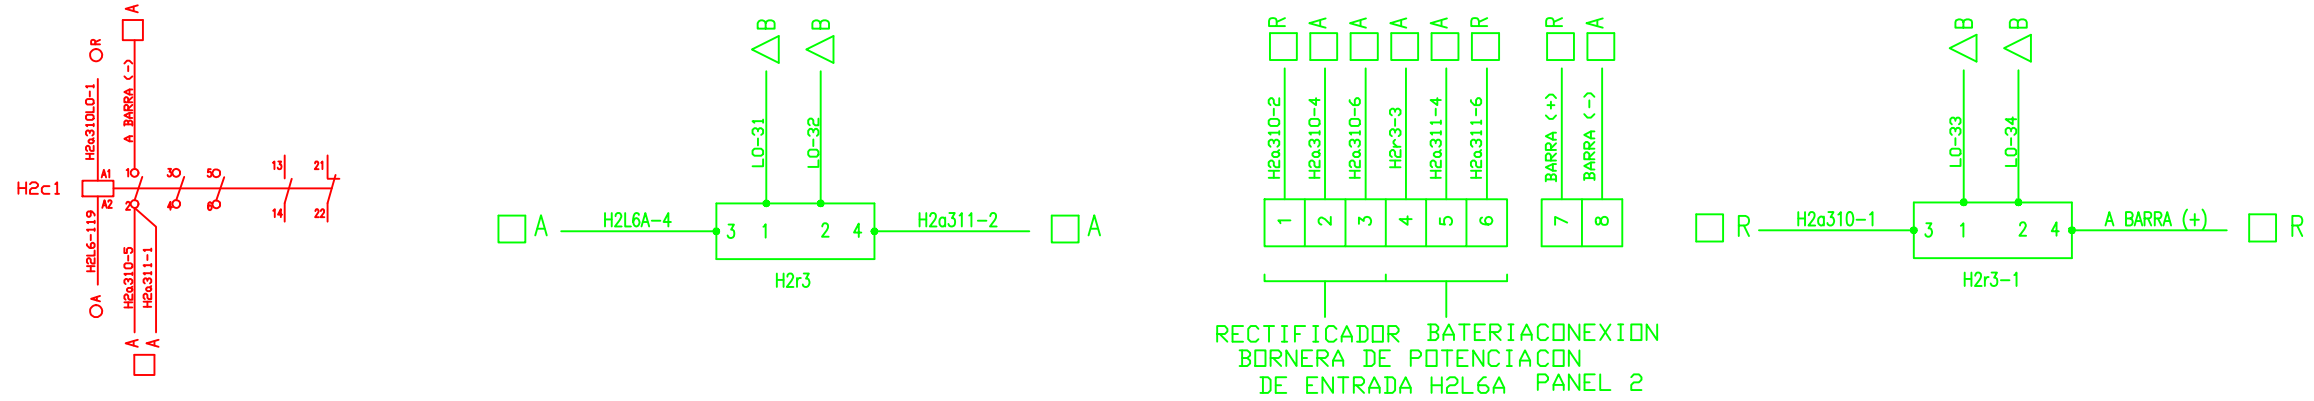 A
R
H2a310LO-1
A BARRA (-)
H2c1
A1
A2
1
2
3
4
5
6
13
14
21
22
H2L6-119
H2a310-5
H2a311-1
A
A
A
B
B
LO-31
LO-32
A
H2L6A-4
3
1
2
4
H2a311-2
A
H2r3
R
A
A
A
A
R
R
A
H2a310-2
H2a310-4
H2a310-6
H2r3-3
H2a311-4
H2a311-6
BARRA (+)
BARRA (-)
1
2
3
4
5
6
7
8
RECTIFICADOR BATERIACONEXION
BORNERA DE POTENCIACON
DE ENTRADA H2L6A PANEL 2
B
B
LO-33
LO-34
R
H2a310-1
3
1
2
4
A BARRA (+)
R
H2r3-1